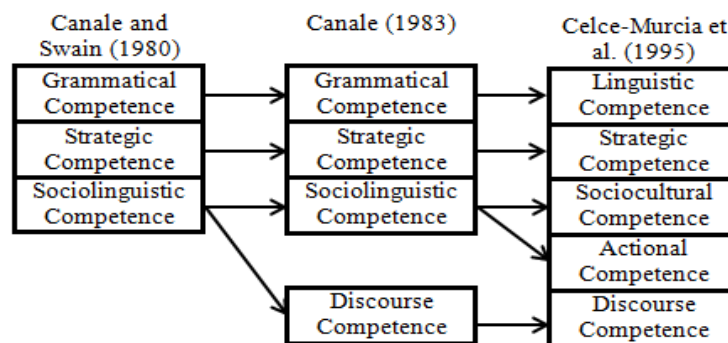 Canale and
Swain (1980)
Grammatical
Competence
Strategic
Competence
Sociolinguistic
Competence
Canale (1983)
Grammatical
Competence
Strategic
Competence
Sociolinguistic
Competence
Discourse
Competence
Celce-Murcia et
al. (1995)
Linguistic
Competence
Strategic
Competence
Sociocultural
Competence
Actional
Competence
Discourse
Competence